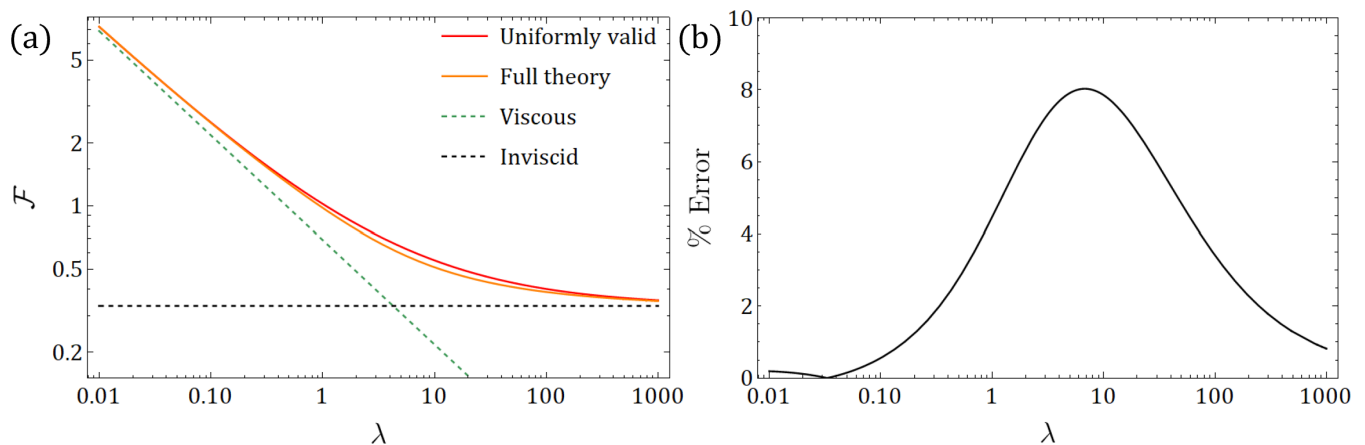 (a)
Uniformly valid
Full theory
Viscous
Inviscid
5
2
1
0.5
0.2
ℱ
0.01 0.10 1 10 100 1000
λ
(b)
10
8
6
4
2
0
% Error
0.01 0.10 1 10 100 1000
λ